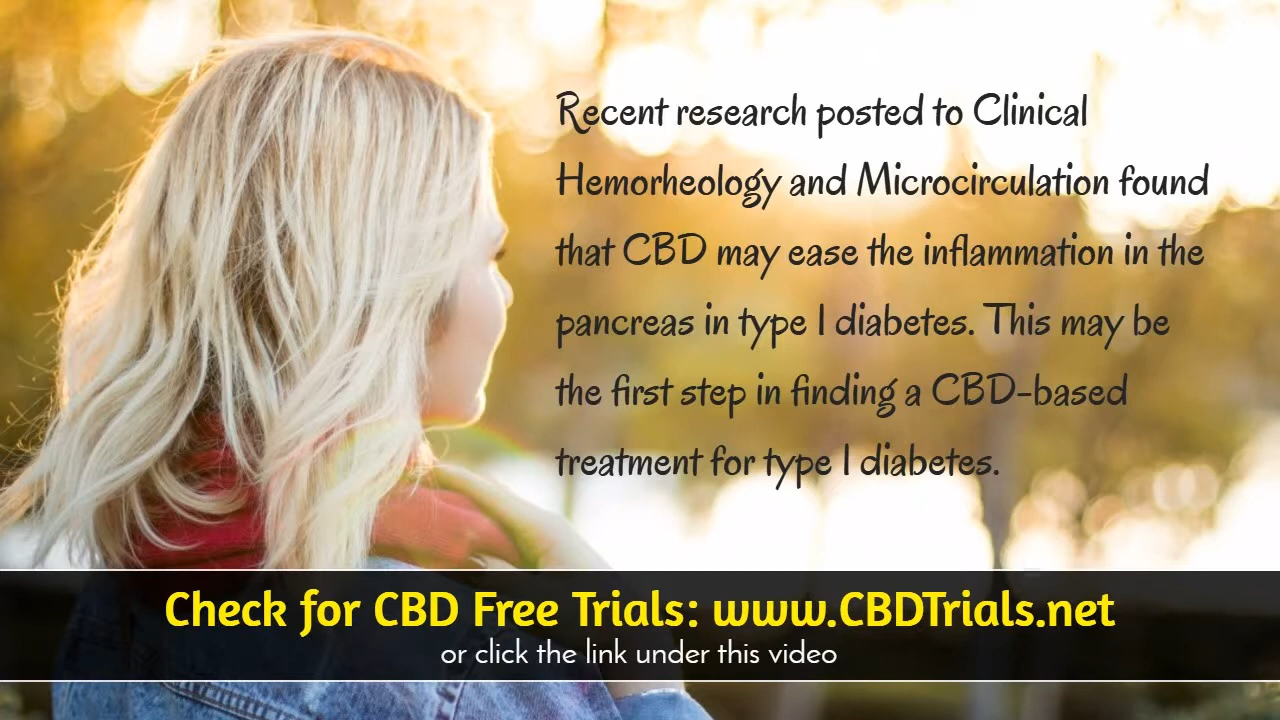 Recent research posted to Clinical
Hemorheology and Microcirculation found
that CBD may ease the inflammation in the
pancreas in type 1 diabetes. This may be
the first step in finding a CBD-based
treatment for type 1 diabetes.
Check for CBD Free Trials: www.CBDTrials.net
or click the link under this video